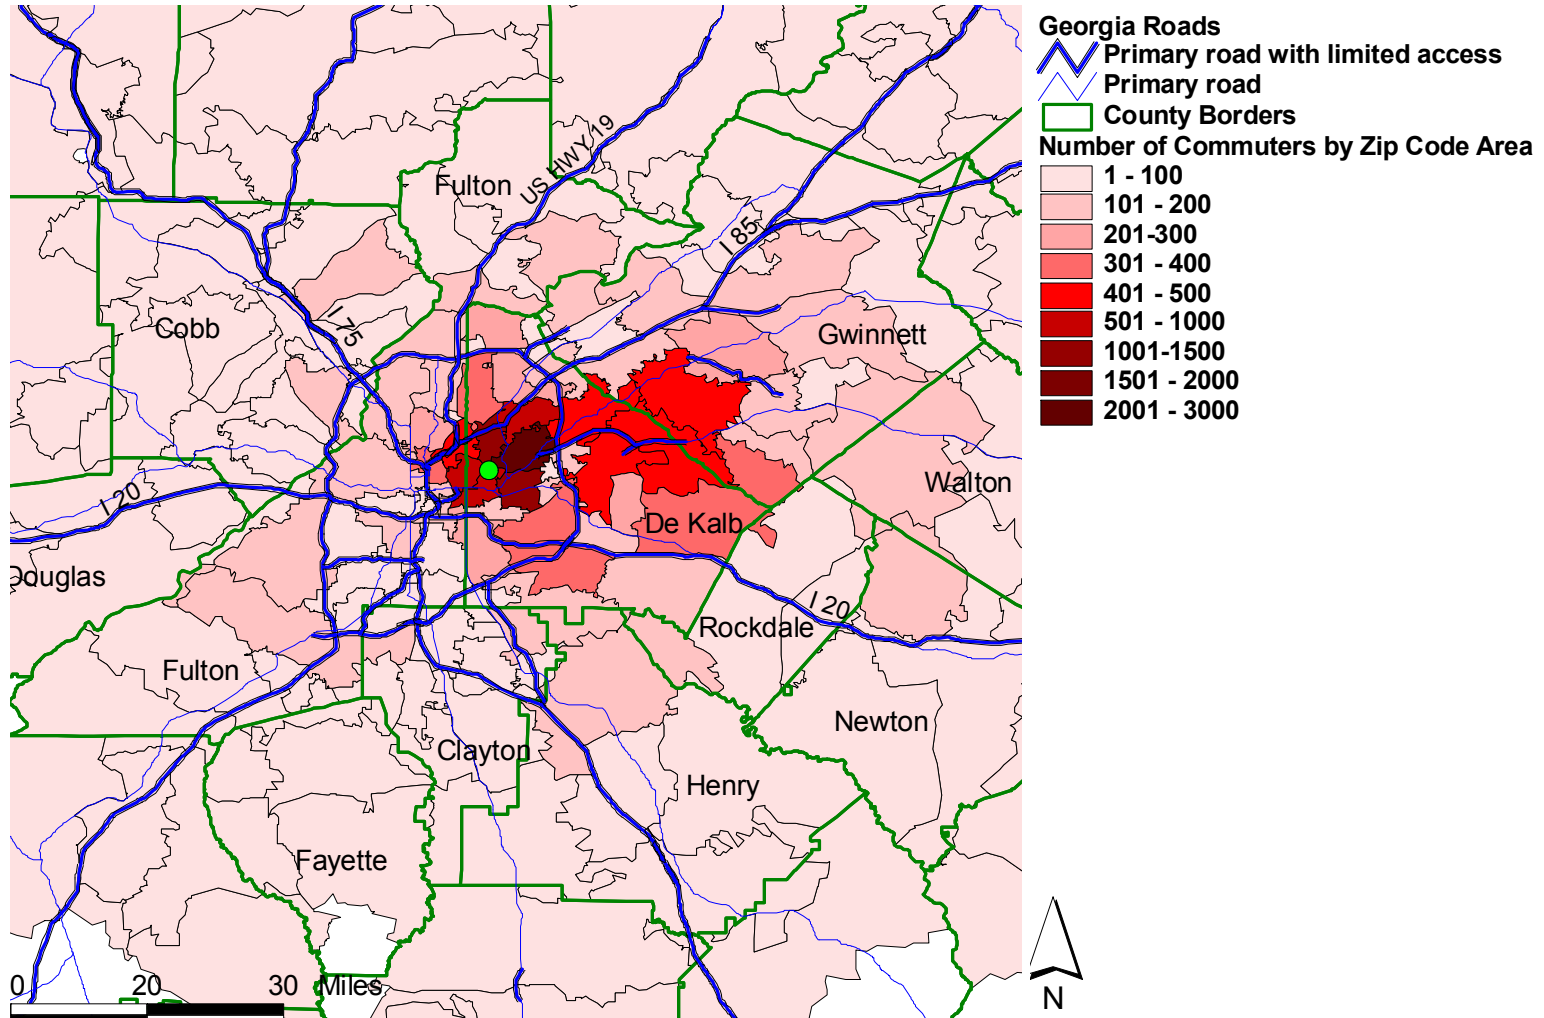 Georgia Roads
Primary road with limited access
Primary road
County Borders
Number of Commuters by Zip Code Area
1 - 100
101 - 200
201-300
301 - 400
401 - 500
501 - 1000
1001-1500
1501 - 2000
2001 - 3000
US HWY 19
Fulton
I 85
I 75
Cobb
Gwinnett
Walton
I 20
De Kalb
Douglas
I 20
Rockdale
Fulton
Newton
Clayton
Henry
Fayette
0 20 30 Miles
N